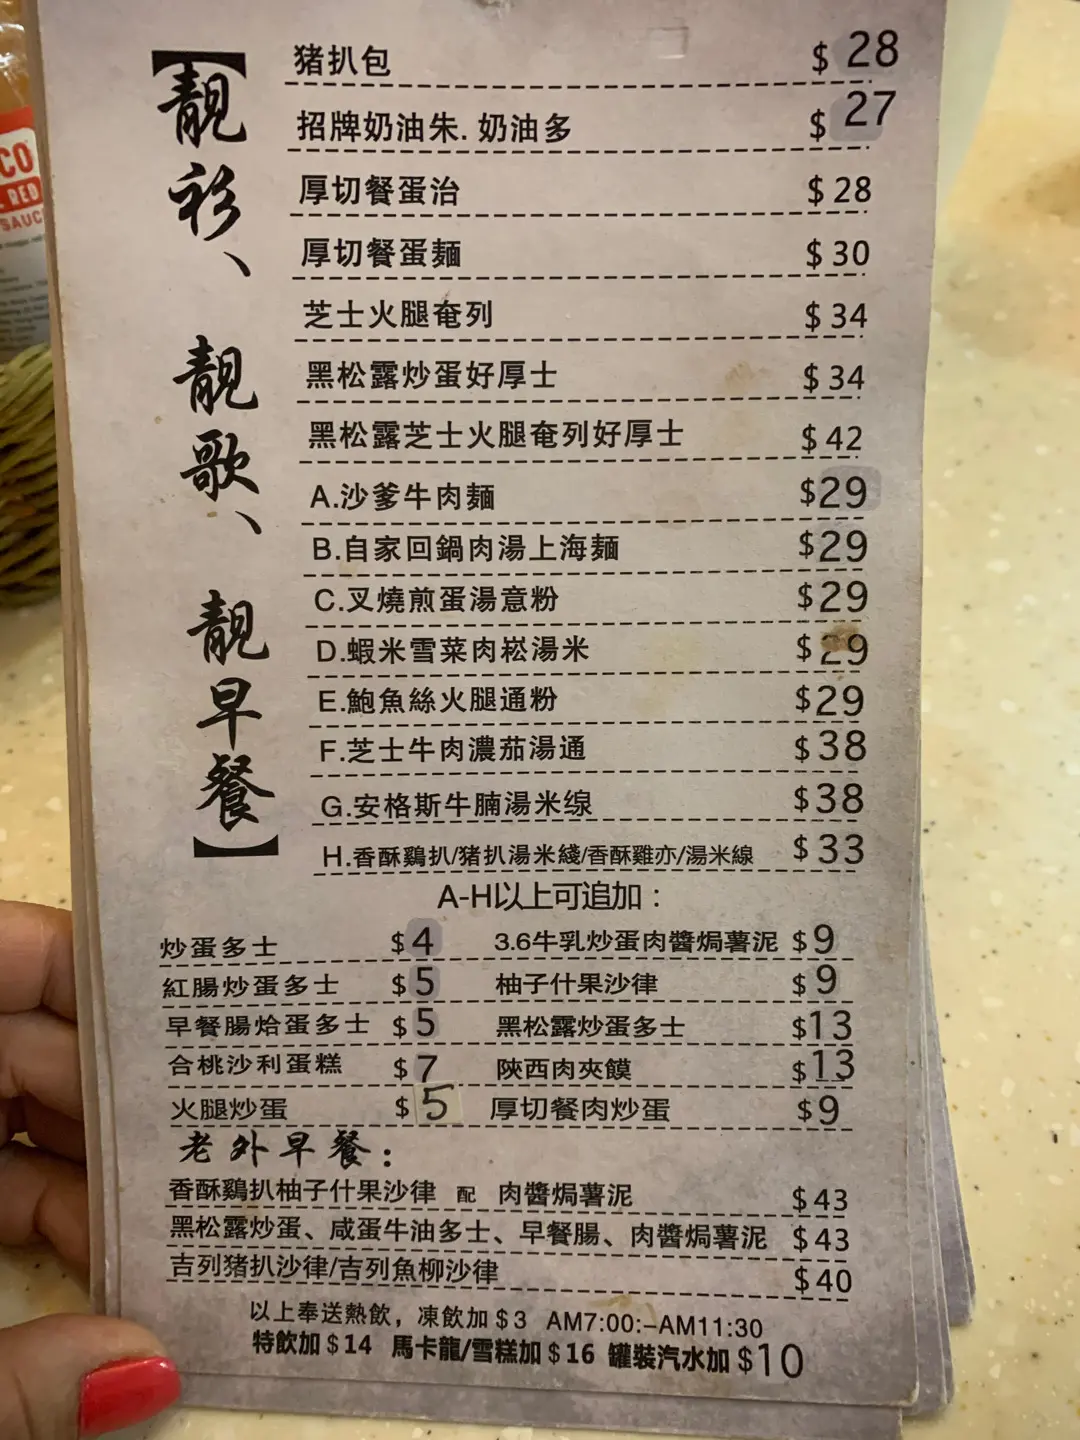 【靚衫、靚歌、靚早餐】
猪扒包 $28
招牌奶油朱.奶油多 $27
厚切餐蛋治 $28
厚切餐蛋麵 $30
芝士火腿奄列 $34
黑松露炒蛋好厚士 $34
黑松露芝士火腿奄列好厚士 $42
A.沙爹牛肉麵 $29
B.自家回鍋肉湯上海麵 $29
C.叉燒煎蛋湯意粉 $29
D.蝦米雪菜肉崧湯米 $29
E.鮑魚絲火腿通粉 $29
F.芝士牛肉濃茄湯通 $38
G.安格斯牛腩湯米缐 $38
H.香酥鷄扒/猪扒湯米綫/香酥雞亦/湯米線 $33
A-H以上可追加：
炒蛋多士 $4 3.6牛乳炒蛋肉醬焗薯泥 $9
紅腸炒蛋多士 $5 柚子什果沙律 $9
早餐腸烚蛋多士 $5 黑松露炒蛋多士 $13
合桃沙利蛋糕 $7 陝西肉夾饃 $13
火腿炒蛋 $5 厚切餐肉炒蛋 $9
老外早餐：
香酥鷄扒柚子什果沙律 配 肉醬焗薯泥 $43
黑松露炒蛋、咸蛋牛油多士、早餐腸、肉醬焗薯泥 $43
吉列猪扒沙律/吉列魚柳沙律 $40
以上奉送熱飲，凍飲加$3 AM7:00:–AM11:30
特飲加$14 馬卡龍/雪糕加$16 罐裝汽水加$10
CO
RED
SAUC